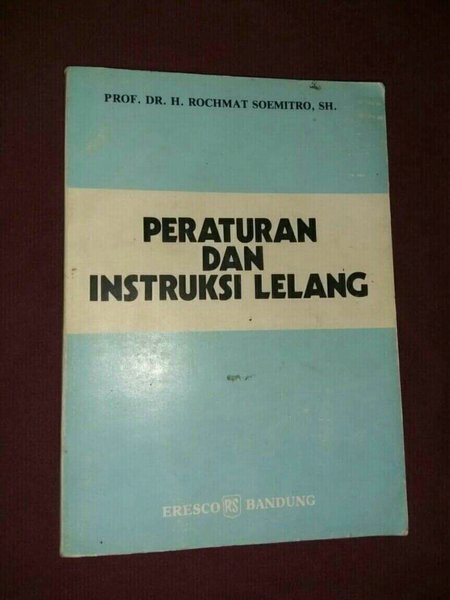 PROF. DR. H. ROCHMAT SOEMITRO, SH.
PERATURAN
DAN
INSTRUKSI LELANG
ERESCO RS BANDUNG